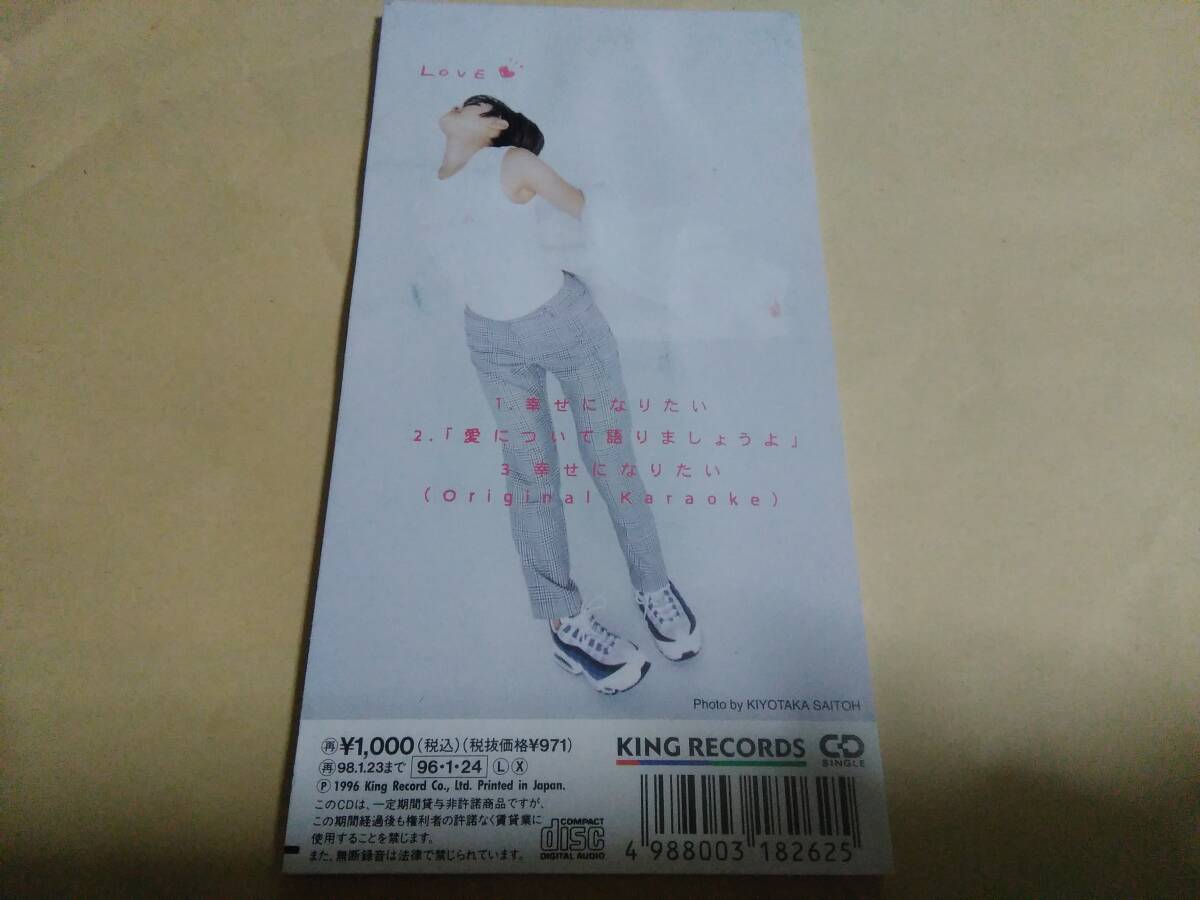 LOVE
1.幸せになりたい
2.「愛について語りましょうよ」
3.幸せになりたい
(Original Karaoke)
Photo by KIYOTAKA SAITOH
再¥1,000(税込)(税抜価格¥971)
再98.1.23まで 96・1・24 L X
P 1996 King Record Co., Ltd. Printed in Japan.
このCDは、一定期間貸与非許諾商品ですが、
この期間経過後も権利者の許諾なく賃貸業に
使用することを禁じます。
また、無断録音は法律で禁じられています。
KING RECORDS
CD
SINGLE
COMPACT
disc
DIGITAL AUDIO
4 988003 182625